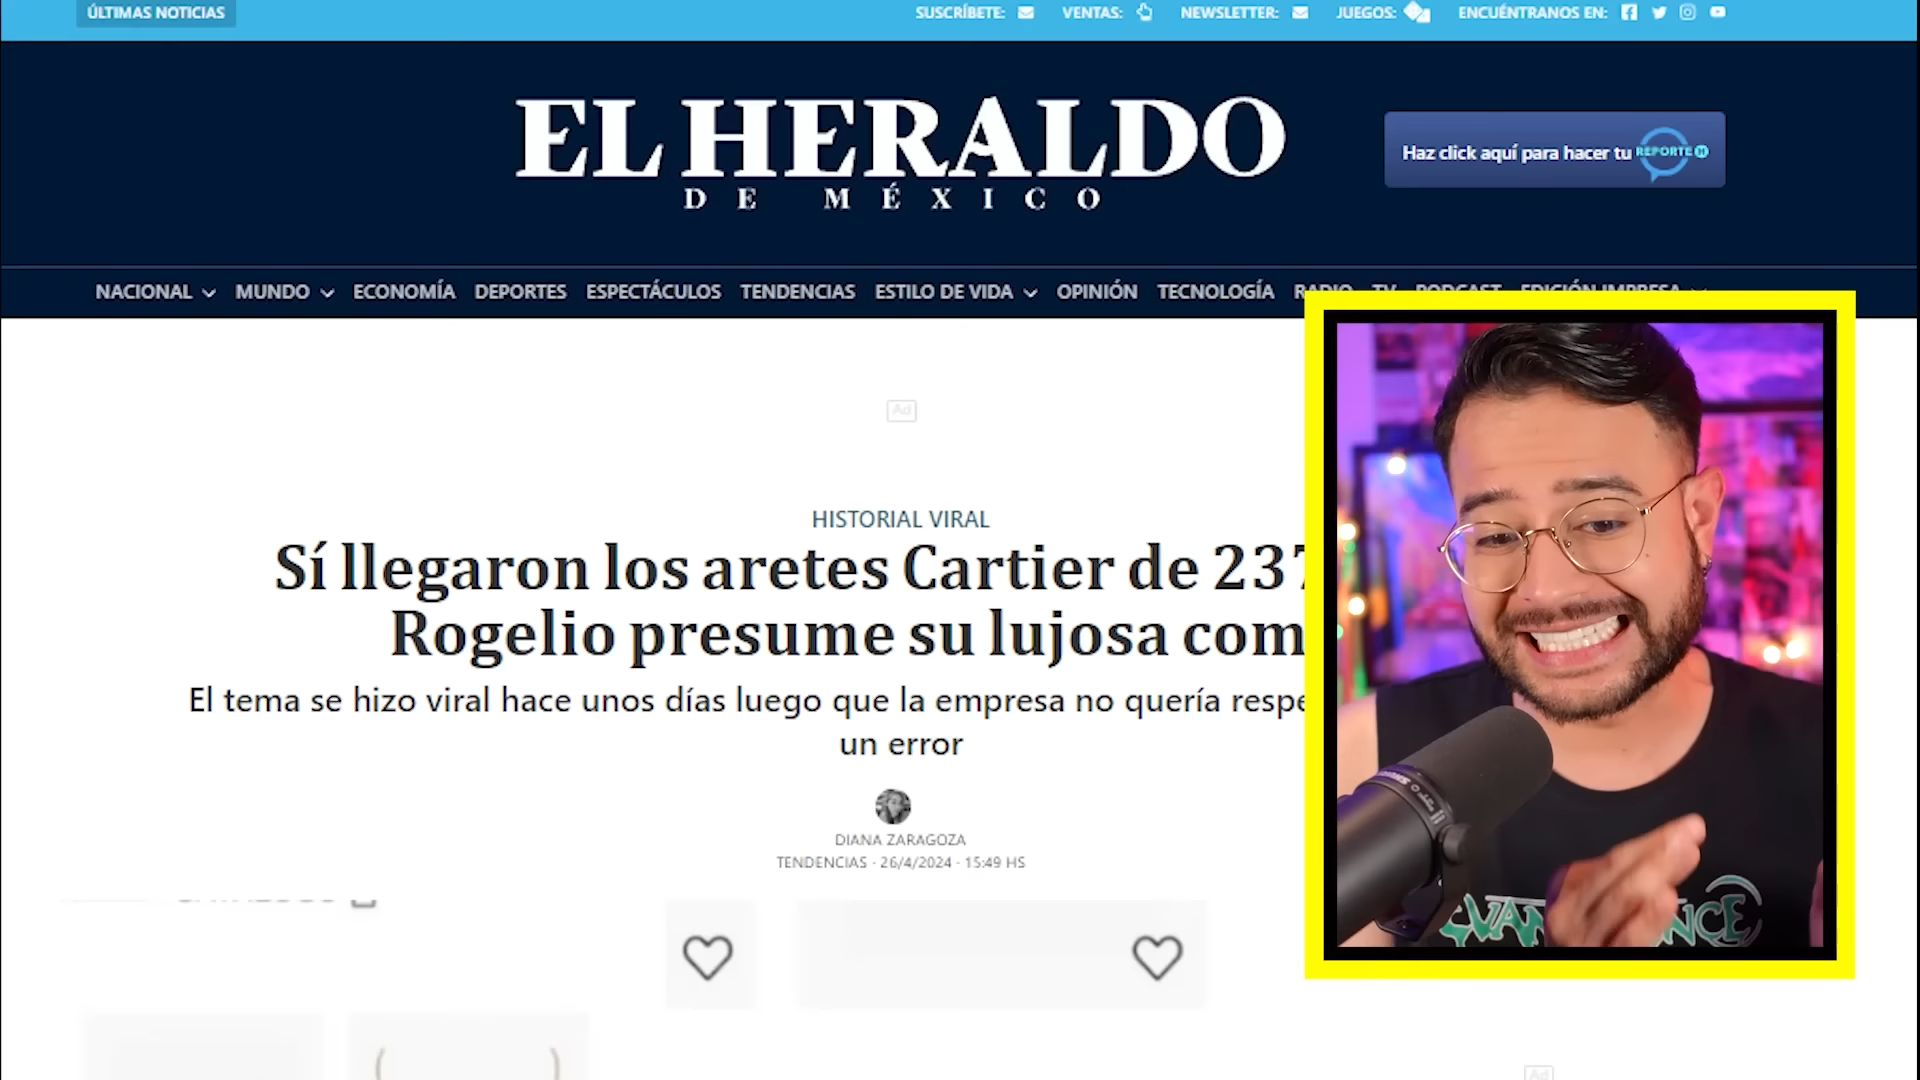 ÚLTIMAS NOTICIAS
SUSCRÍBETE:
VENTAS:
NEWSLETTER:
JUEGOS:
ENCUÉNTRANOS EN:
EL HERALDO
DE MÉXICO
Haz click aquí para hacer tu REPORTE H
NACIONAL MUNDO ECONOMÍA DEPORTES ESPECTÁCULOS TENDENCIAS ESTILO DE VIDA OPINIÓN TECNOLOGÍA RADIO TV PODCAST EDICIÓN IMPRESA
Ad
HISTORIAL VIRAL
Sí llegaron los aretes Cartier de 237
Rogelio presume su lujosa com
El tema se hizo viral hace unos días luego que la empresa no quería respe
un error
DIANA ZARAGOZA
TENDENCIAS · 26/4/2024 · 15:49 HS
Ad